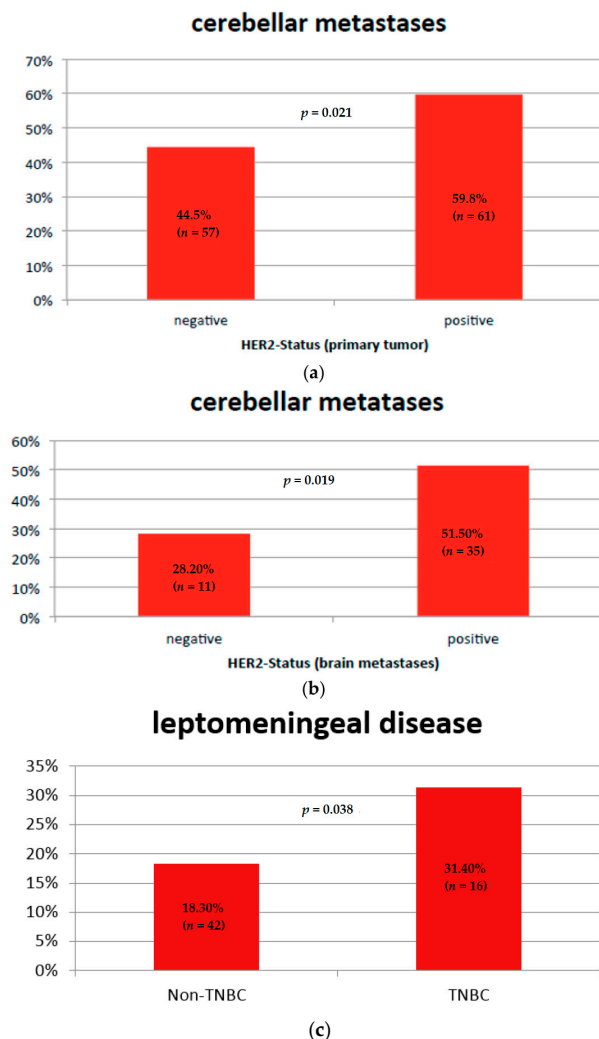 cerebellar metastases
70%
60%
50%
40%
30%
20%
10%
0%
p = 0.021
44.5%
(n = 57)
59.8%
(n = 61)
negative
positive
HER2-Status (primary tumor)
(a)
cerebellar metatases
60%
50%
40%
30%
20%
10%
0%
p = 0.019
28.20%
(n = 11)
51.50%
(n = 35)
negative
positive
HER2-Status (brain metastases)
(b)
leptomeningeal disease
35%
30%
25%
20%
15%
10%
5%
0%
p = 0.038
18.30%
(n = 42)
31.40%
(n = 16)
Non-TNBC
TNBC
(c)